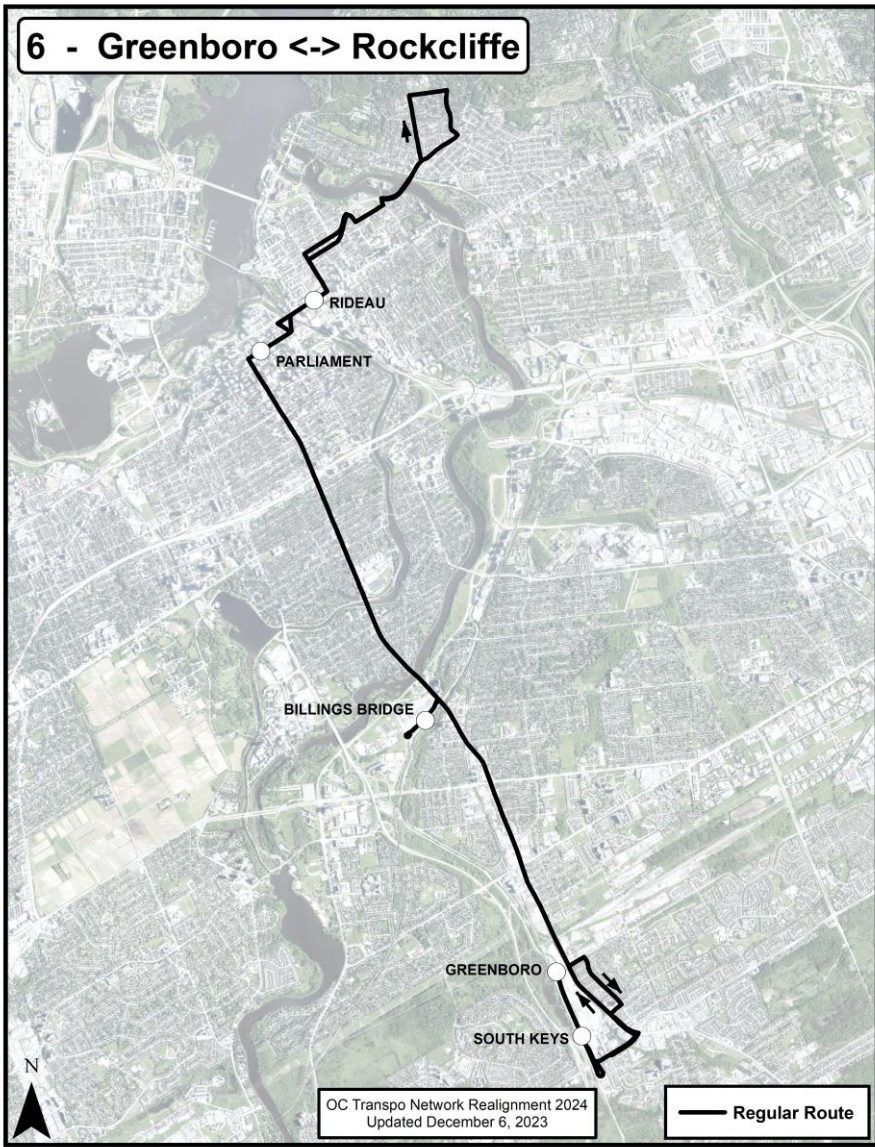 6 - Greenboro <-> Rockcliffe
RIDEAU
PARLIAMENT
BILLINGS BRIDGE
GREENBORO
SOUTH KEYS
N
OC Transpo Network Realignment 2024
Updated December 6, 2023
Regular Route